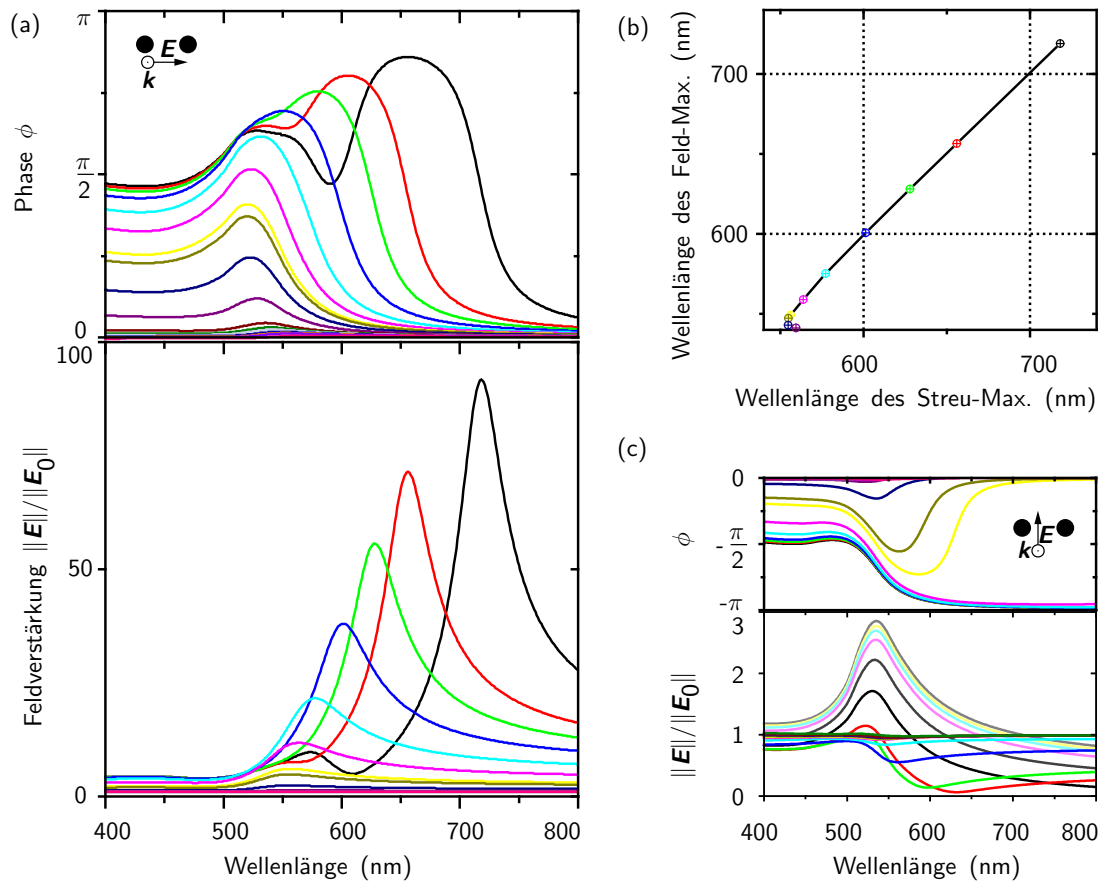 (a)
π
E
k
Phase ϕ
π
2
0
100
Feldverstärkung ||E||/||E0||
50
0
400 500 600 700 800
Wellenlänge (nm)
(b)
Wellenlänge des Feld-Max. (nm)
700
600
600 700
Wellenlänge des Streu-Max. (nm)
(c)
0
ϕ
-π
2
-π
E
k
||E||/||E0||
3
2
1
0
400 500 600 700 800
Wellenlänge (nm)